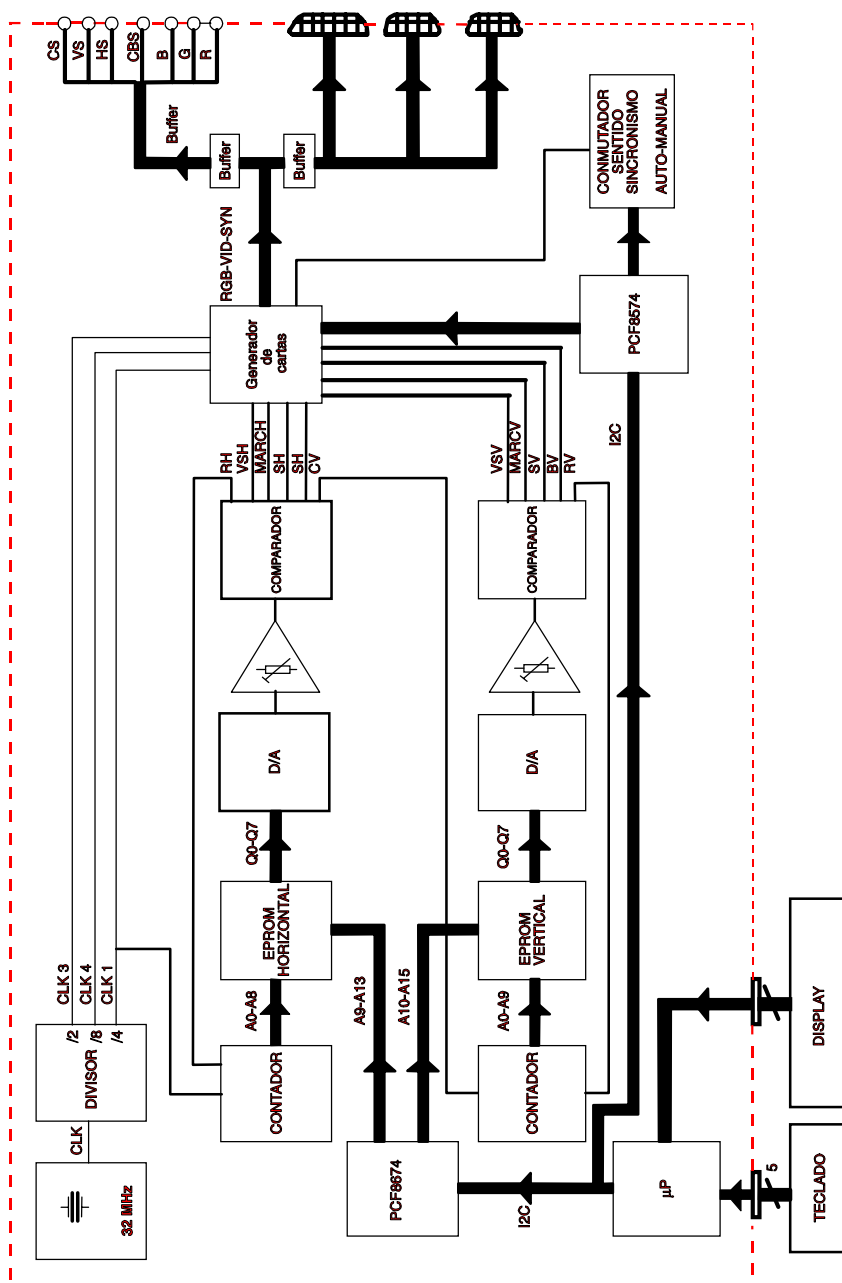 CS
VS
HS
CBS
B
G
R
Buffer
Buffer
Buffer
CONMUTADOR
SENTIDO
SINCRONISMO
AUTO-MANUAL
RGB-VID-SYN
Generador
de
cartas
PCF8574
RH
VSH
MARCH
SH
SH
CV
VSV
MARCV
SV
BV
RV
I2C
COMPARADOR
COMPARADOR
D/A
D/A
Q0-Q7
Q0-Q7
EPROM
HORIZONTAL
EPROM
VERTICAL
CLK 3
CLK 4
CLK 1
A0-A8
A9-A13
A10-A15
A0-A9
DIVISOR
/2
/8
/4
CONTADOR
CONTADOR
CLK
32 MHz
PCF8674
I2C
µP
5
DISPLAY
TECLADO